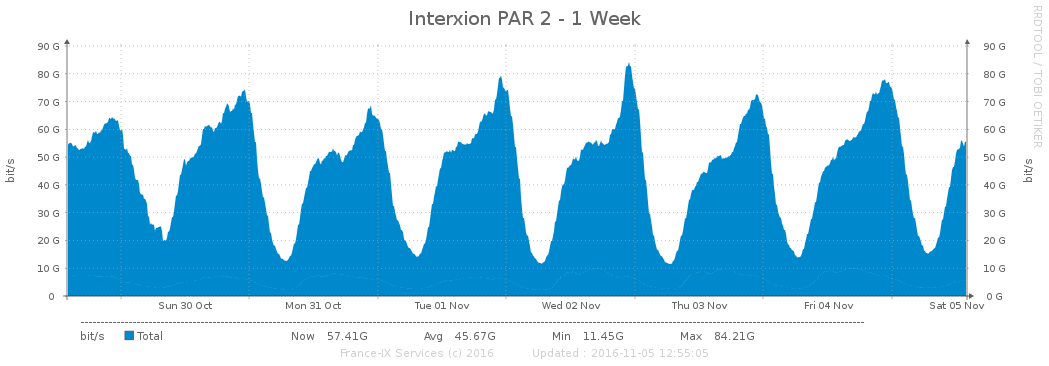 Interxion PAR 2 - 1 Week
RRDTOOL / TOBI OETIKER
bit/s
90 G
80 G
70 G
60 G
50 G
40 G
30 G
20 G
10 G
0
90 G
80 G
70 G
60 G
50 G
40 G
30 G
20 G
10 G
0 G
bit/s
Sun 30 Oct Mon 31 Oct Tue 01 Nov Wed 02 Nov Thu 03 Nov Fri 04 Nov Sat 05 Nov
bit/s Total Now 57.41G Avg 45.67G Min 11.45G Max 84.21G
France-IX Services (c) 2016 Updated : 2016-11-05 12:55:05